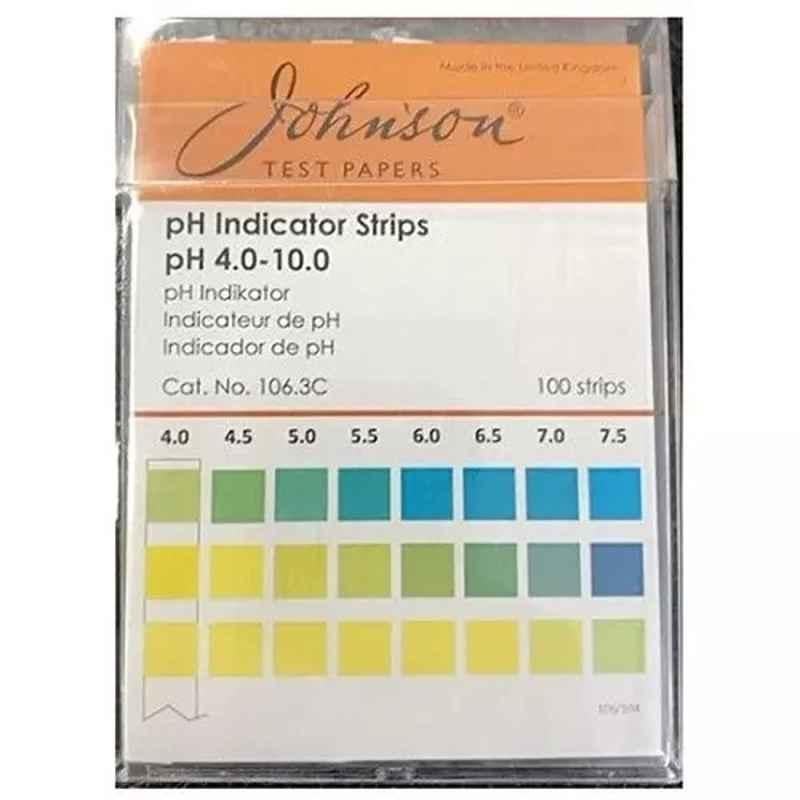 Made in the United Kingdom
Johnson®
TEST PAPERS
pH Indicator Strips
pH 4.0-10.0
pH Indikator
Indicateur de pH
Indicador de pH
Cat. No. 106.3C 100 strips
4.0 4.5 5.0 5.5 6.0 6.5 7.0 7.5